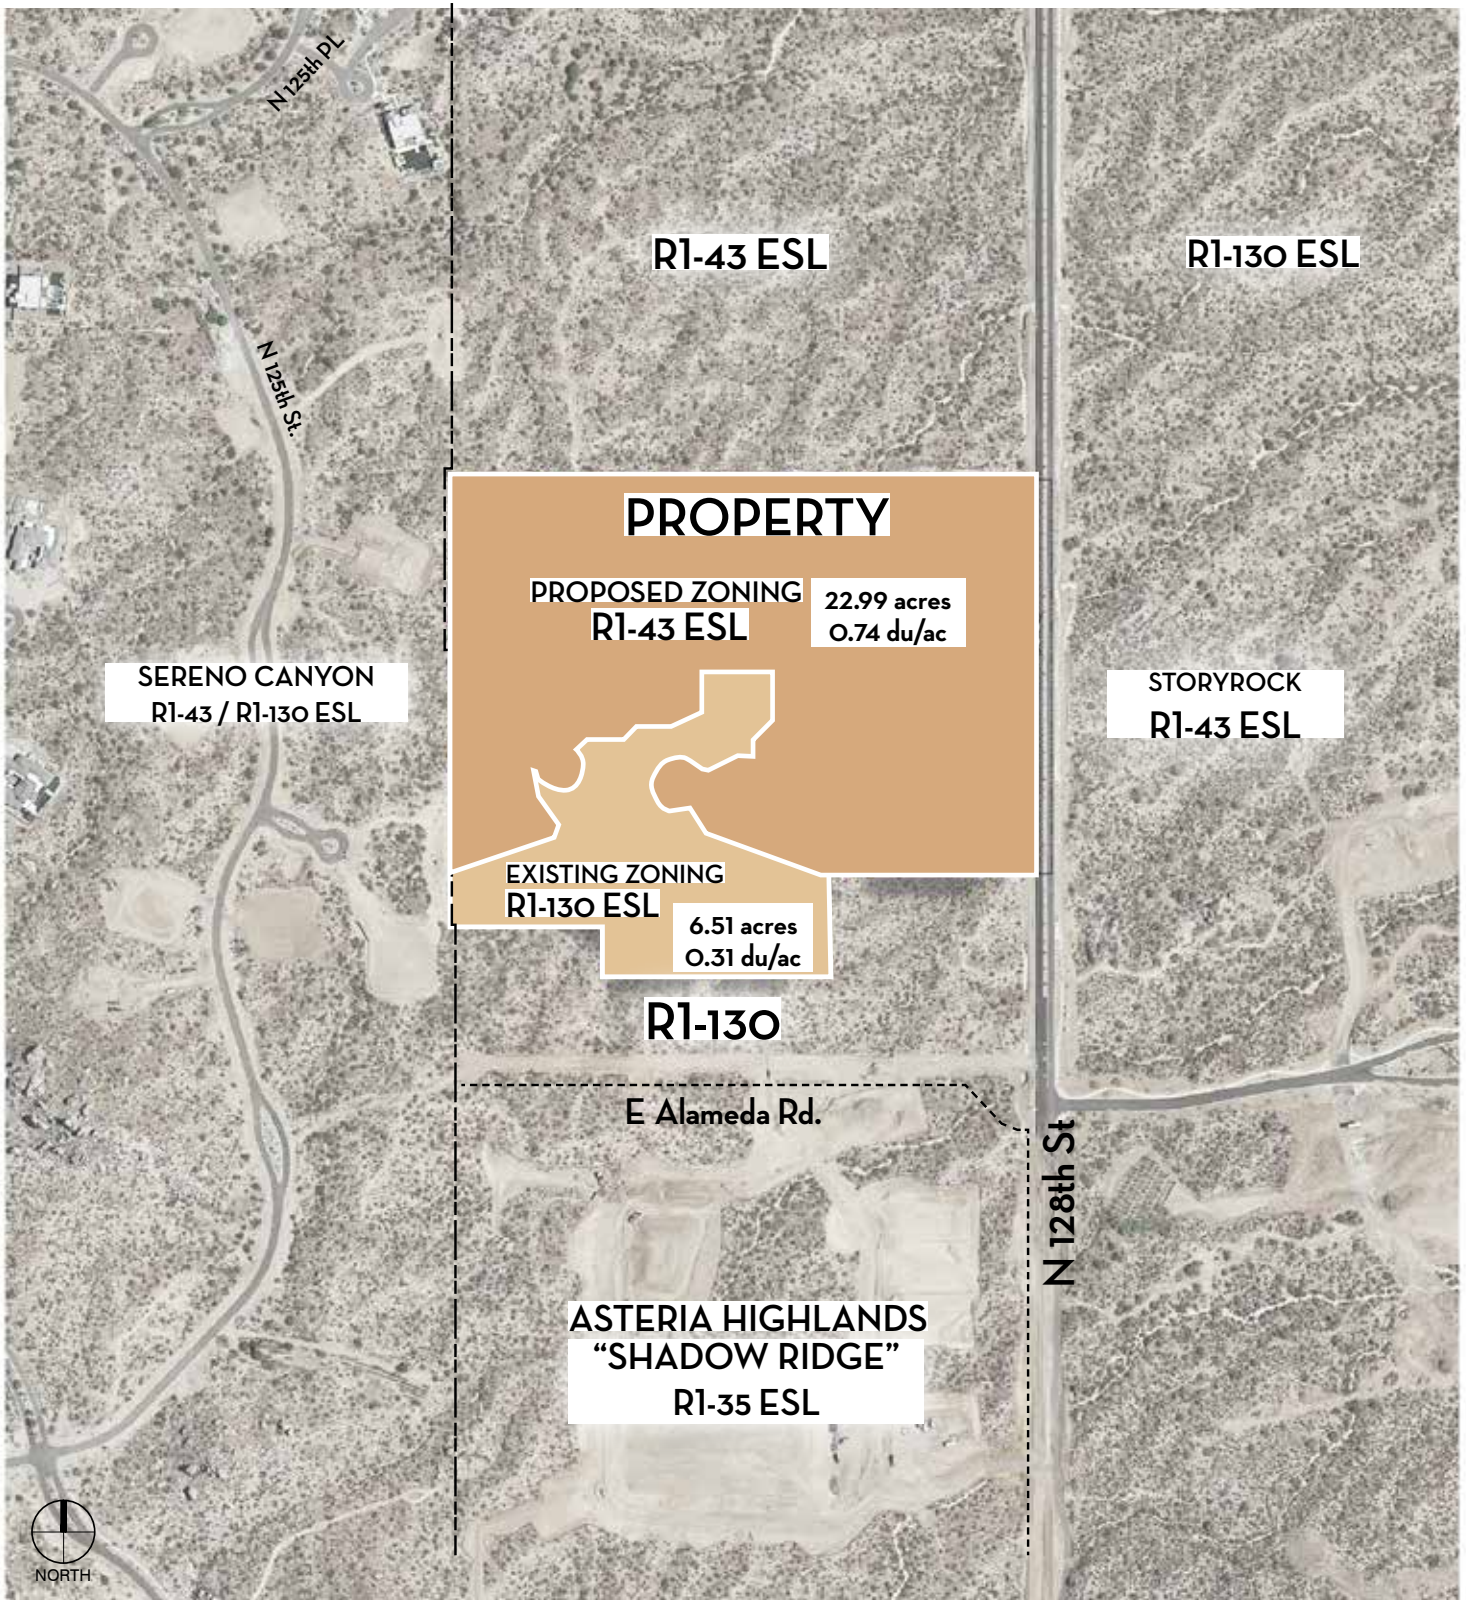 N 125th PL
R1-43 ESL
R1-130 ESL
N 125th St.
PROPERTY
PROPOSED ZONING
R1-43 ESL
22.99 acres
0.74 du/ac
SERENO CANYON
R1-43 / R1-130 ESL
STORYROCK
R1-43 ESL
EXISTING ZONING
R1-130 ESL
6.51 acres
0.31 du/ac
R1-130
E Alameda Rd.
N 128th St
ASTERIA HIGHLANDS
“SHADOW RIDGE”
R1-35 ESL
NORTH